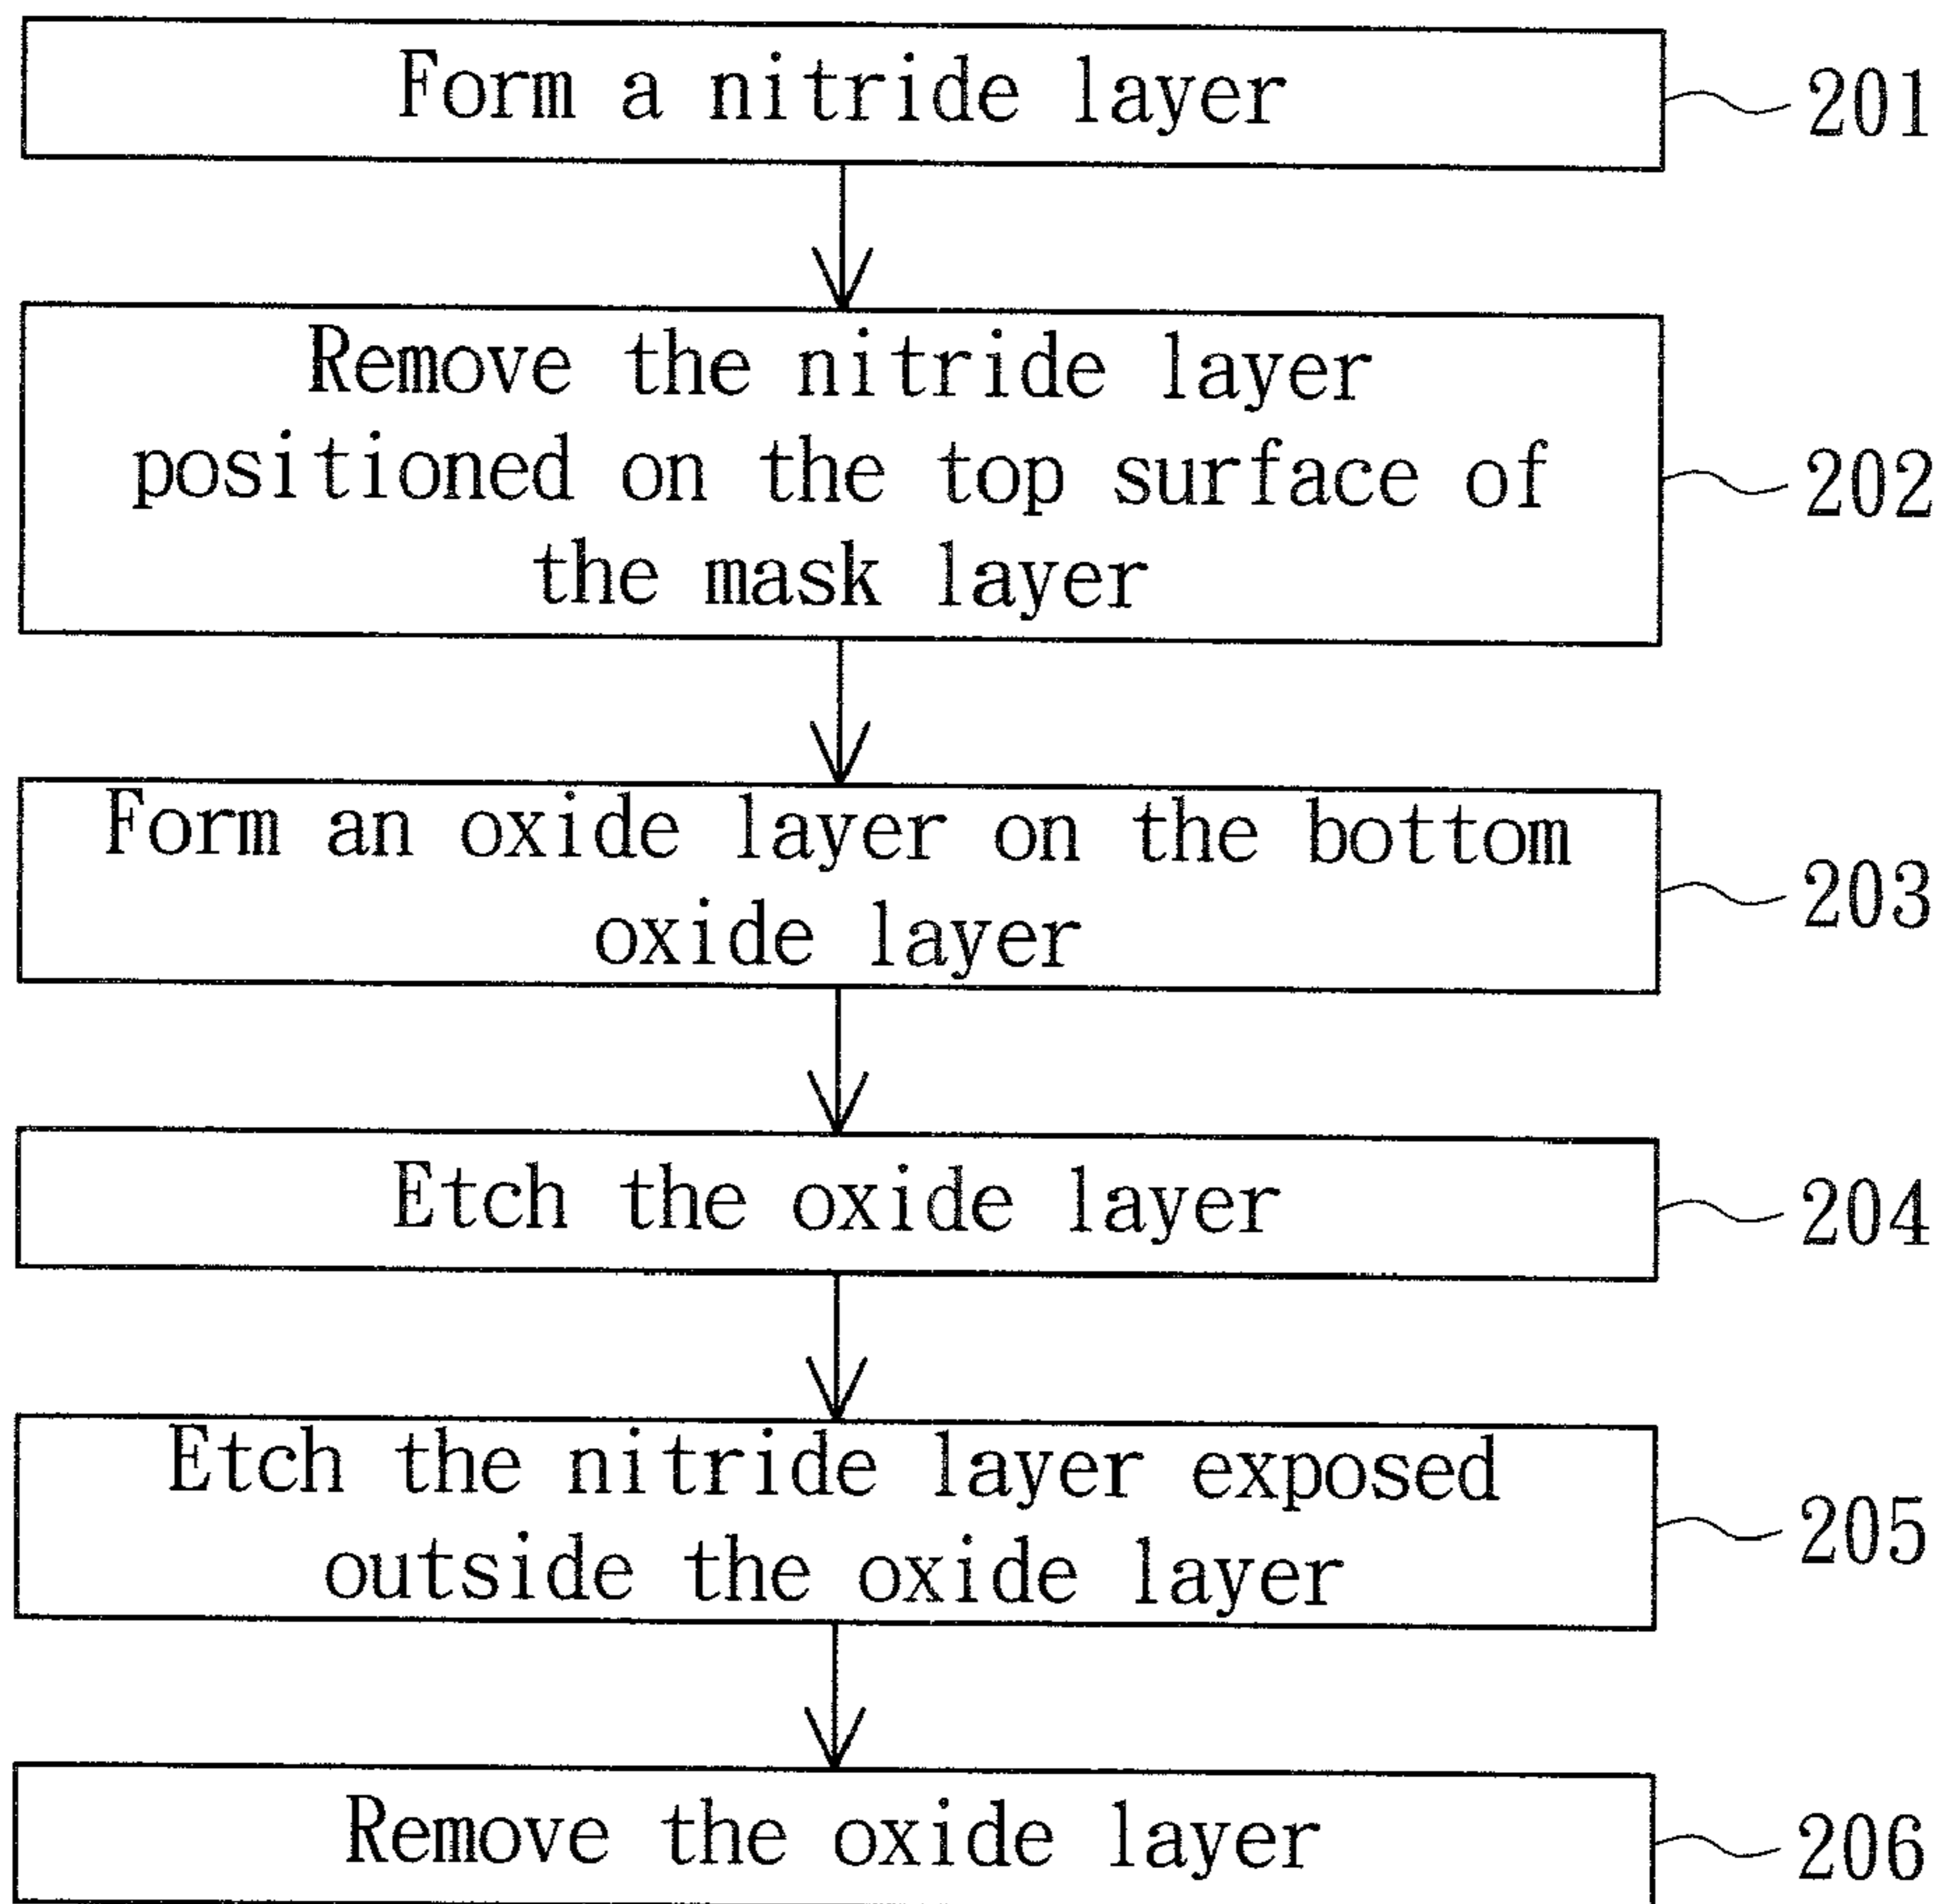 Form a nitride layer
201
Remove the nitride layer
positioned on the top surface of
the mask layer
202
Form an oxide layer on the bottom
oxide layer
203
Etch the oxide layer
204
Etch the nitride layer exposed
outside the oxide layer
205
Remove the oxide layer
206